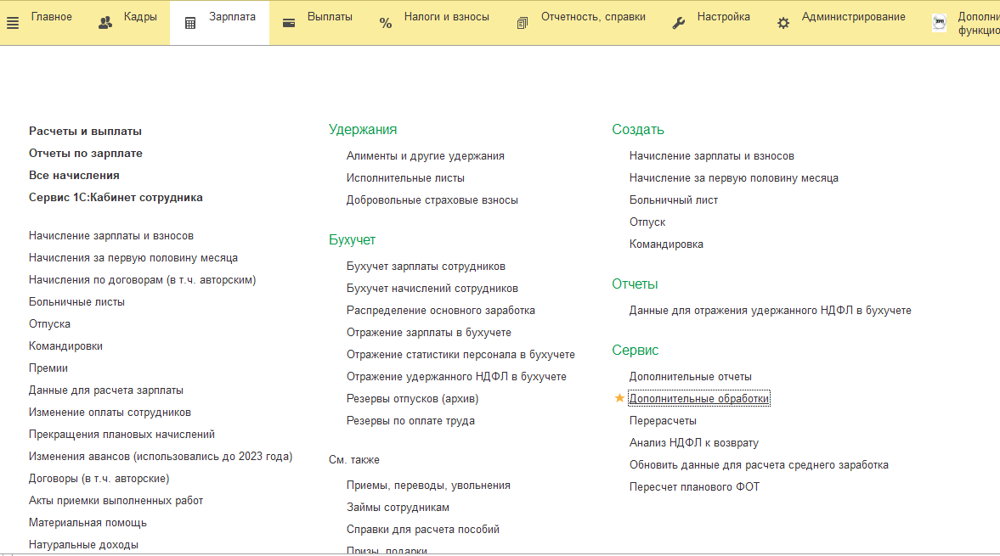 Главное
Кадры
Зарплата
Выплаты
Налоги и взносы
Отчетность, справки
Настройка
Администрирование
Дополни
функцио
Расчеты и выплаты
Отчеты по зарплате
Все начисления
Сервис 1С:Кабинет сотрудника
Начисление зарплаты и взносов
Начисления за первую половину месяца
Начисления по договорам (в т.ч. авторским)
Больничные листы
Отпуска
Командировки
Премии
Данные для расчета зарплаты
Изменение оплаты сотрудников
Прекращения плановых начислений
Изменения авансов (использовались до 2023 года)
Договоры (в т.ч. авторские)
Акты приемки выполненных работ
Материальная помощь
Натуральные доходы
Удержания
Алименты и другие удержания
Исполнительные листы
Добровольные страховые взносы
Бухучет
Бухучет зарплаты сотрудников
Бухучет начислений сотрудников
Распределение основного заработка
Отражение зарплаты в бухучете
Отражение статистики персонала в бухучете
Отражение удержанного НДФЛ в бухучете
Резервы отпусков (архив)
Резервы по оплате труда
См. также
Приемы, переводы, увольнения
Займы сотрудникам
Справки для расчета пособий
Призы, подарки
Создать
Начисление зарплаты и взносов
Начисление за первую половину месяца
Больничный лист
Отпуск
Командировка
Отчеты
Данные для отражения удержанного НДФЛ в бухучете
Сервис
Дополнительные отчеты
Дополнительные обработки
Перерасчеты
Анализ НДФЛ к возврату
Обновить данные для расчета среднего заработка
Пересчет планового ФОТ